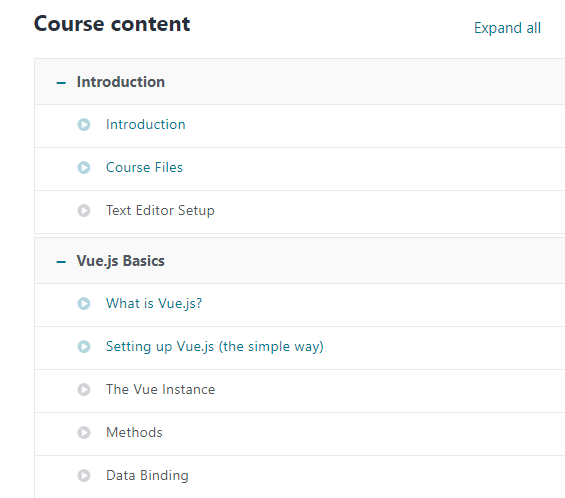 Course content
Expand all
Introduction
Introduction
Course Files
Text Editor Setup
Vue.js Basics
What is Vue.js?
Setting up Vue.js (the simple way)
The Vue Instance
Methods
Data Binding